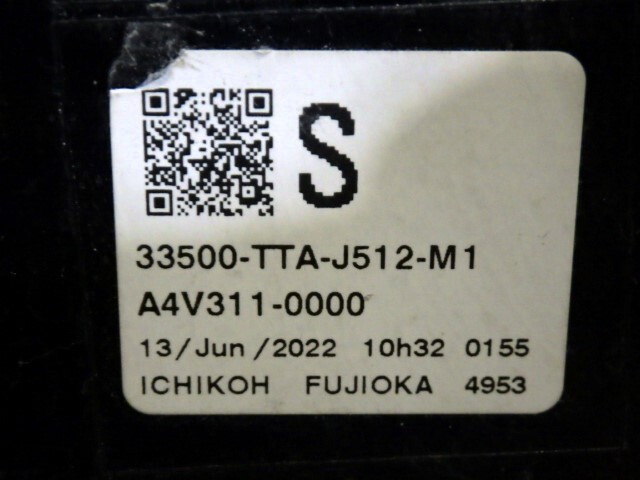 S
33500-TTA-J512-M1
A4V311-0000
13/Jun/2022 10h32 0155
ICHIKOH FUJIOKA 4953